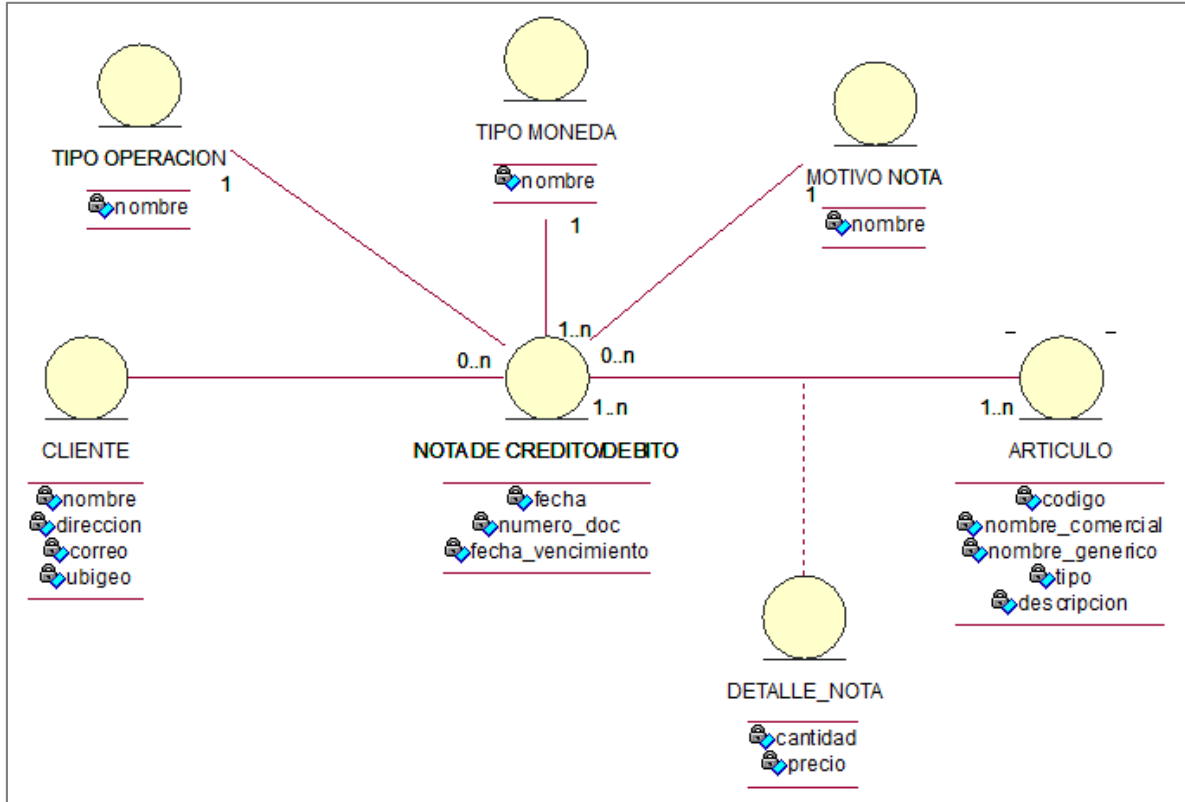 TIPO OPERACION
1
nombre
TIPO MONEDA
nombre
1
MOTIVO NOTA
1
nombre
CLIENTE
nombre
direccion
correo
ubigeo
0..n
1..n
0..n
1..n
NOTA DE CREDITO/DEBITO
fecha
numero_doc
fecha_vencimiento
1..n
ARTICULO
codigo
nombre_comercial
nombre_generico
tipo
descripcion
DETALLE_NOTA
cantidad
precio